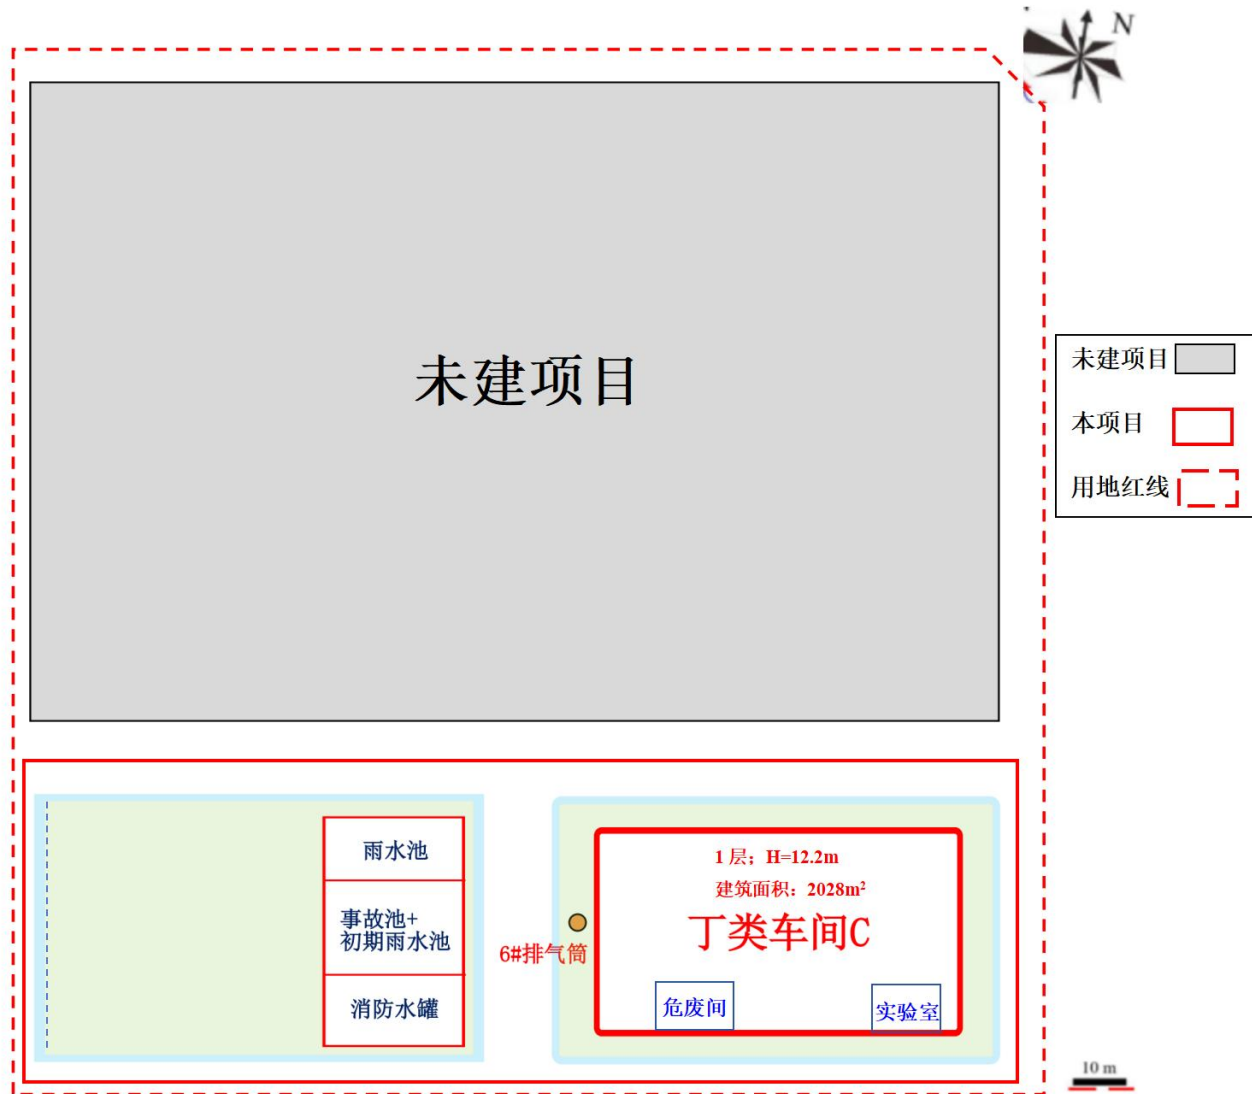 N
未建项目
未建项目
本项目
用地红线
雨水池
事故池+
初期雨水池
消防水罐
6#排气筒
1 层；H=12.2m
建筑面积：2028m²
丁类车间C
危废间
实验室
10 m